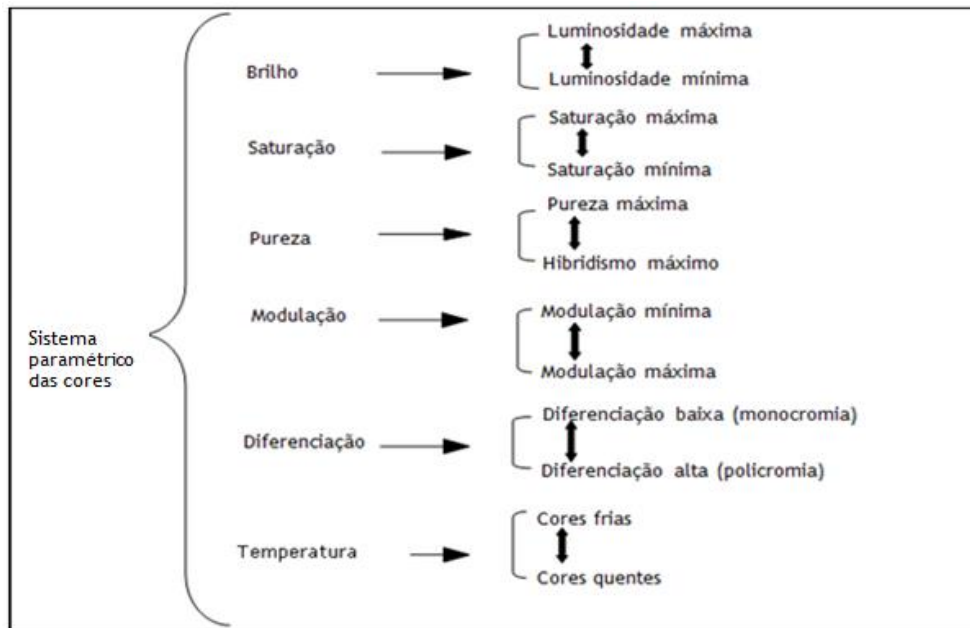 Sistema
paramétrico
das cores
Brilho
Luminosidade máxima
Luminosidade mínima
Saturação
Saturação máxima
Saturação mínima
Pureza
Pureza máxima
Hibridismo máximo
Modulação
Modulação mínima
Modulação máxima
Diferenciação
Diferenciação baixa (monocromia)
Diferenciação alta (policromia)
Temperatura
Cores frias
Cores quentes